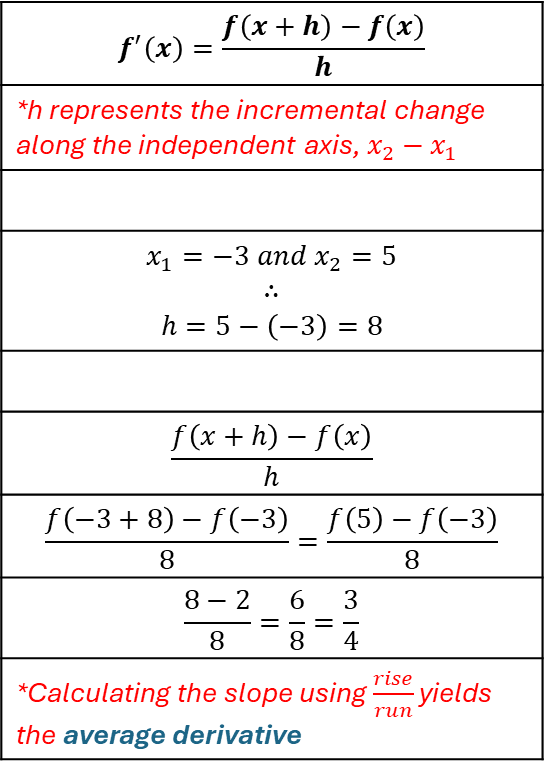 f′(x) = f(x + h) − f(x) / h
*h represents the incremental change
along the independent axis, x₂ − x₁
x₁ = −3 and x₂ = 5
∴
h = 5 − (−3) = 8
f(x + h) − f(x) / h
f(−3 + 8) − f(−3) / 8 = f(5) − f(−3) / 8
8 − 2 / 8 = 6 / 8 = 3 / 4
*Calculating the slope using rise / run yields
the average derivative